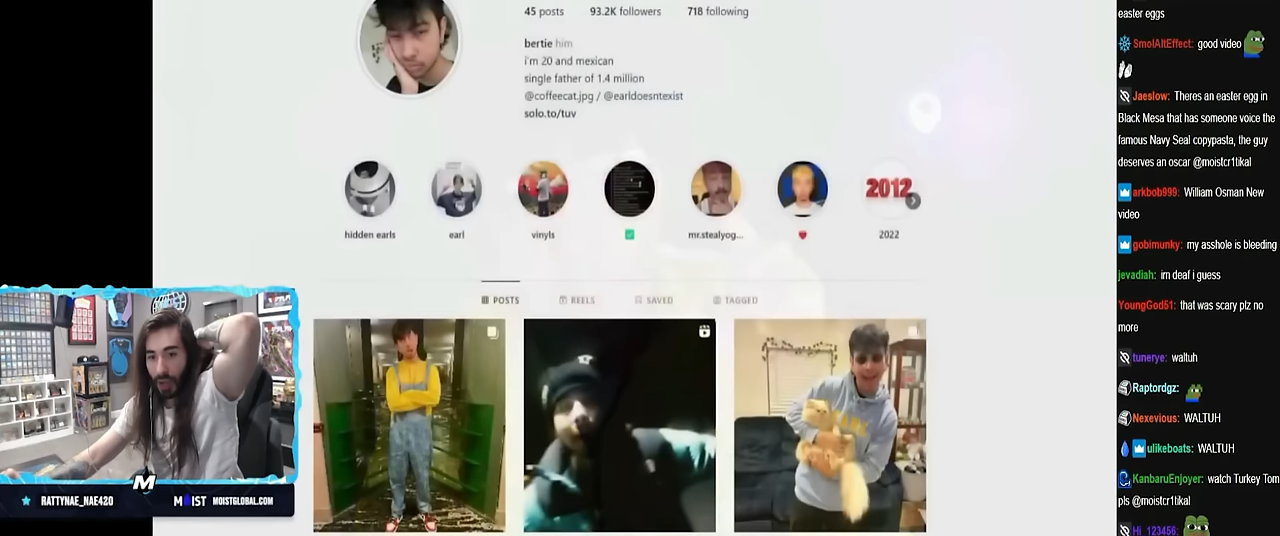 45 posts 93.2K followers 718 following
bertie him
i'm 20 and mexican
single father of 1.4 million
@coffeecat.jpg / @earldoesntexist
solo.to/tuv
hidden earls earl vinyls mr.stealyog... 2012 2022
POSTS REELS SAVED TAGGED
RATTYNAE_NAE420 M IST MOISTGLOBAL.COM
easter eggs
SmolAltEffect: good video
Jaeslow: Theres an easter egg in
Black Mesa that has someone voice the
famous Navy Seal copypasta, the guy
deserves an oscar @moistcr1tikal
arkbob999: William Osman New
video
gobimunky: my asshole is bleeding
jevadiah: im deaf i guess
YoungGod51: that was scary plz no
more
tunerye: waltuh
Raptordgz:
Nexevious: WALTUH
ulikeboats: WALTUH
KanbaruEnjoyer: watch Turkey Tom
pls @moistcr1tikal
Hi_123456: